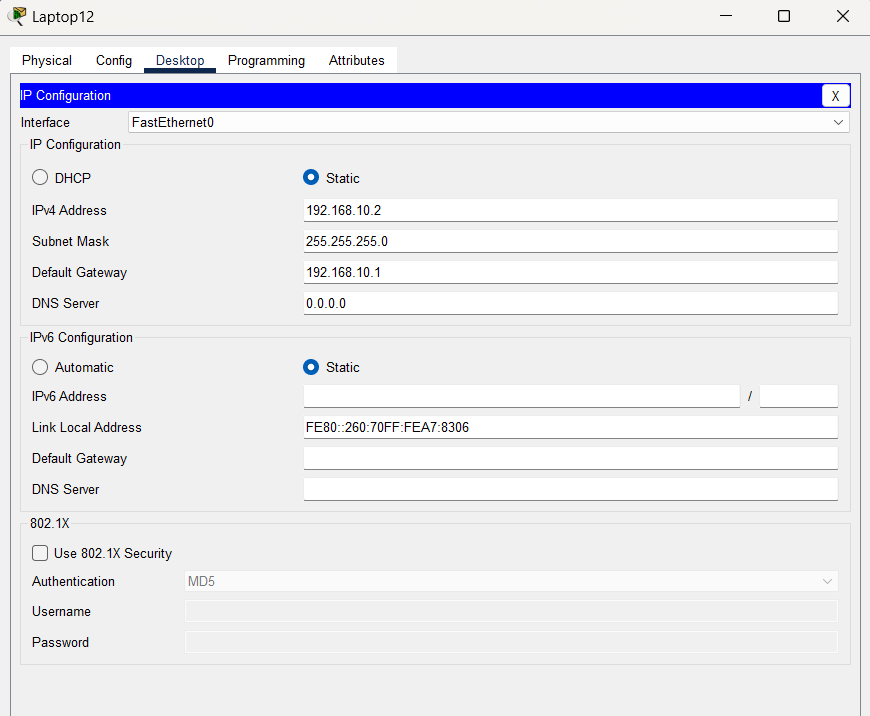 Laptop12
Physical Config Desktop Programming Attributes
IP Configuration X
Interface FastEthernet0
IP Configuration
DHCP Static
IPv4 Address 192.168.10.2
Subnet Mask 255.255.255.0
Default Gateway 192.168.10.1
DNS Server 0.0.0.0
IPv6 Configuration
Automatic Static
IPv6 Address /
Link Local Address FE80::260:70FF:FEA7:8306
Default Gateway
DNS Server
802.1X
Use 802.1X Security
Authentication MD5
Username
Password